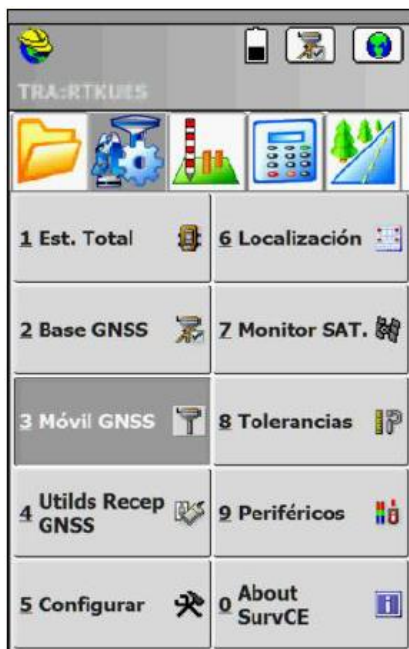 TRA:RTKUES
1 Est. Total
6 Localización
2 Base GNSS
7 Monitor SAT.
3 Móvil GNSS
8 Tolerancias
4 Utilds Recep
GNSS
9 Periféricos
5 Configurar
0 About
SurvCE